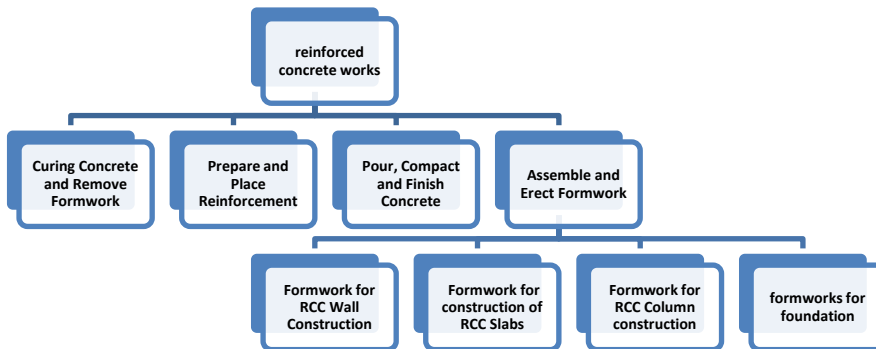 reinforced
concrete works
Curing Concrete
and Remove
Formwork
Prepare and
Place
Reinforcement
Pour, Compact
and Finish
Concrete
Assemble and
Erect Formwork
Formwork for
RCC Wall
Construction
Formwork for
construction of
RCC Slabs
Formwork for
RCC Column
construction
formworks for
foundation